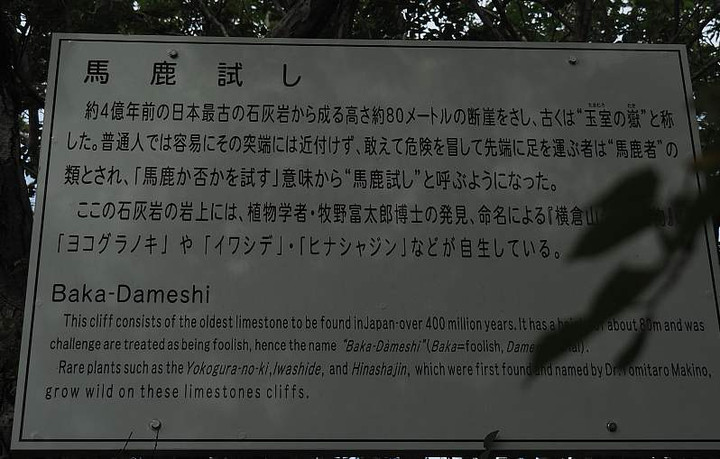 馬鹿試し
約4億年前の日本最古の石灰岩から成る高さ約80メートルの断崖をさし、古くは“玉室の嶽”と称
した。普通人では容易にその突端には近付けず、敢えて危険を冒して先端に足を運ぶ者は“馬鹿者”の
類とされ、「馬鹿か否かを試す」意味から“馬鹿試し”と呼ぶようになった。
ここの石灰岩の岩上には、植物学者・牧野富太郎博士の発見、命名による『横倉山
「ヨコグラノキ」や「イワシデ」・「ヒナシャジン」などが自生している。
Baka-Dameshi
This cliff consists of the oldest limestone to be found inJapan-over 400 million years. It has a about 80m and was
challenge are treated as being foolish, hence the name "Baka-Dameshi"(Baka=foolish,
Rare plants such as the Yokogura-no-ki,Iwashide, and Hinashajin, which were first found and named by Dr.Tomitaro Makino,
grow wild on these limestones cliffs.